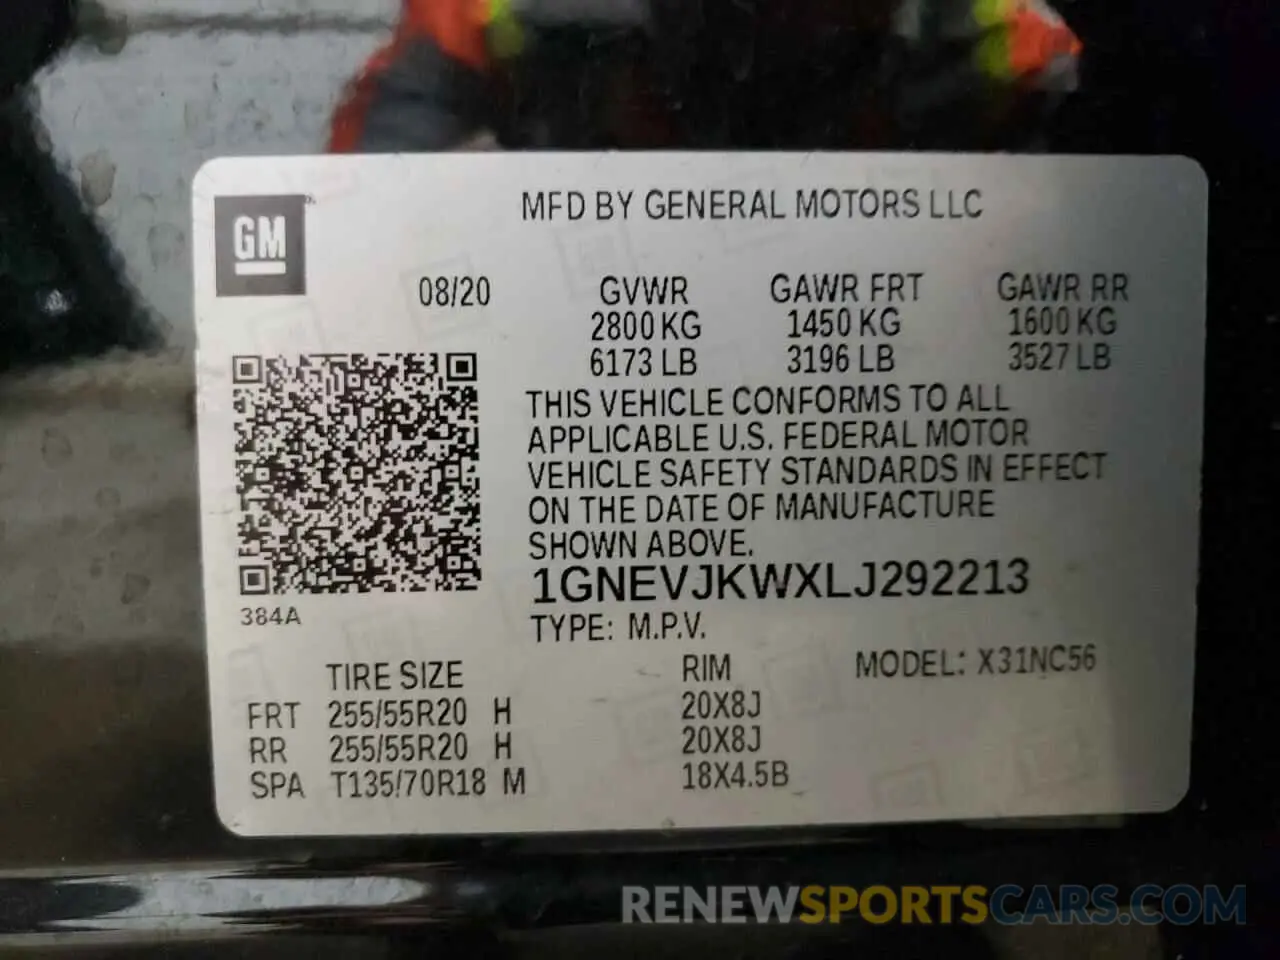 MFD BY GENERAL MOTORS LLC
GM
08/20 GVWR GAWR FRT GAWR RR
2800 KG 1450 KG 1600 KG
6173 LB 3196 LB 3527 LB
THIS VEHICLE CONFORMS TO ALL
APPLICABLE U.S. FEDERAL MOTOR
VEHICLE SAFETY STANDARDS IN EFFECT
ON THE DATE OF MANUFACTURE
SHOWN ABOVE.
1GNEVJKWXLJ292213
384A
TYPE: M.P.V.
TIRE SIZE RIM MODEL: X31NC56
FRT 255/55R20 H 20X8J
RR 255/55R20 H 20X8J
SPA T135/70R18 M 18X4.5B
RENEWSPORTSCARS.COM